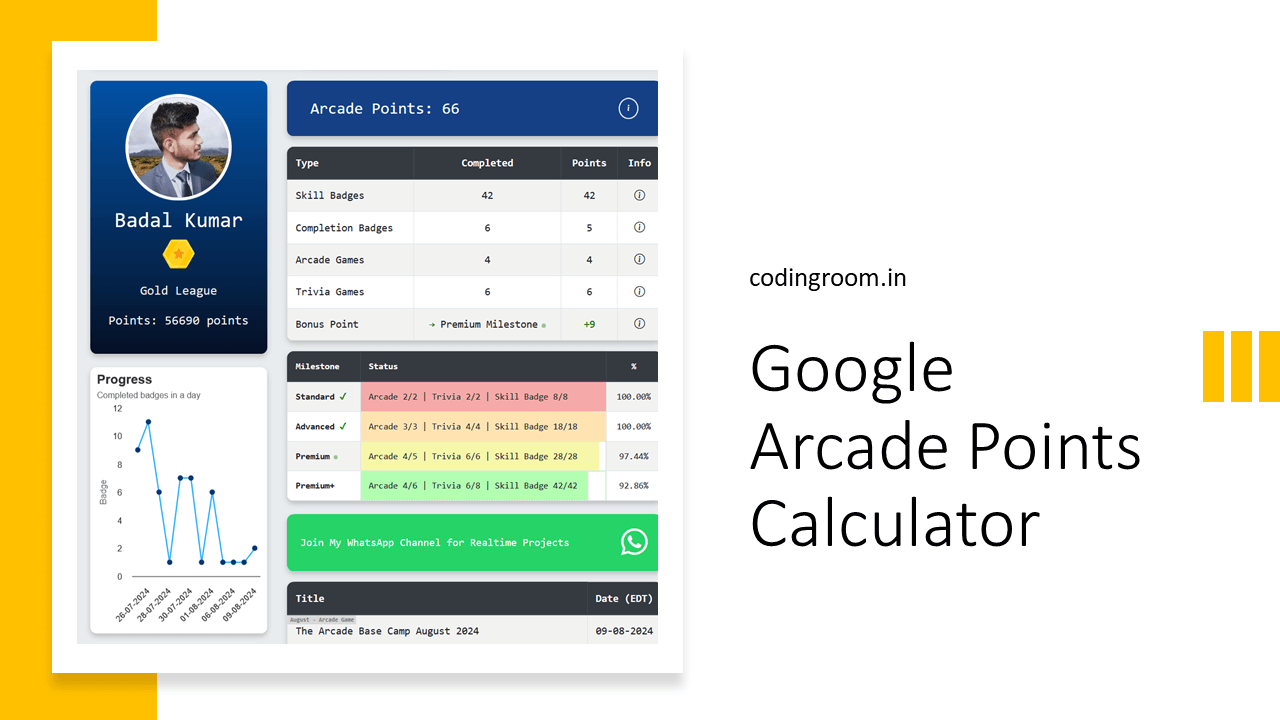 Arcade Points: 66 i
Badal Kumar
Gold League
Points: 56690 points
Type Completed Points Info
Skill Badges 42 42 i
Completion Badges 6 5 i
Arcade Games 4 4 i
Trivia Games 6 6 i
Bonus Point → Premium Milestone +9 i
Milestone Status %
Standard ✓ Arcade 2/2 | Trivia 2/2 | Skill Badge 8/8 100.00%
Advanced ✓ Arcade 3/3 | Trivia 4/4 | Skill Badge 18/18 100.00%
Premium Arcade 4/5 | Trivia 6/6 | Skill Badge 28/28 97.44%
Premium+ Arcade 4/6 | Trivia 6/8 | Skill Badge 42/42 92.86%
Progress
Completed badges in a day
12
10
8
6
4
2
0
Badge
26-07-2024
28-07-2024
30-07-2024
01-08-2024
06-08-2024
09-08-2024
Join My WhatsApp Channel for Realtime Projects
Title Date (EDT)
August - Arcade Game
The Arcade Base Camp August 2024 09-08-2024
codingroom.in
Google
Arcade Points
Calculator